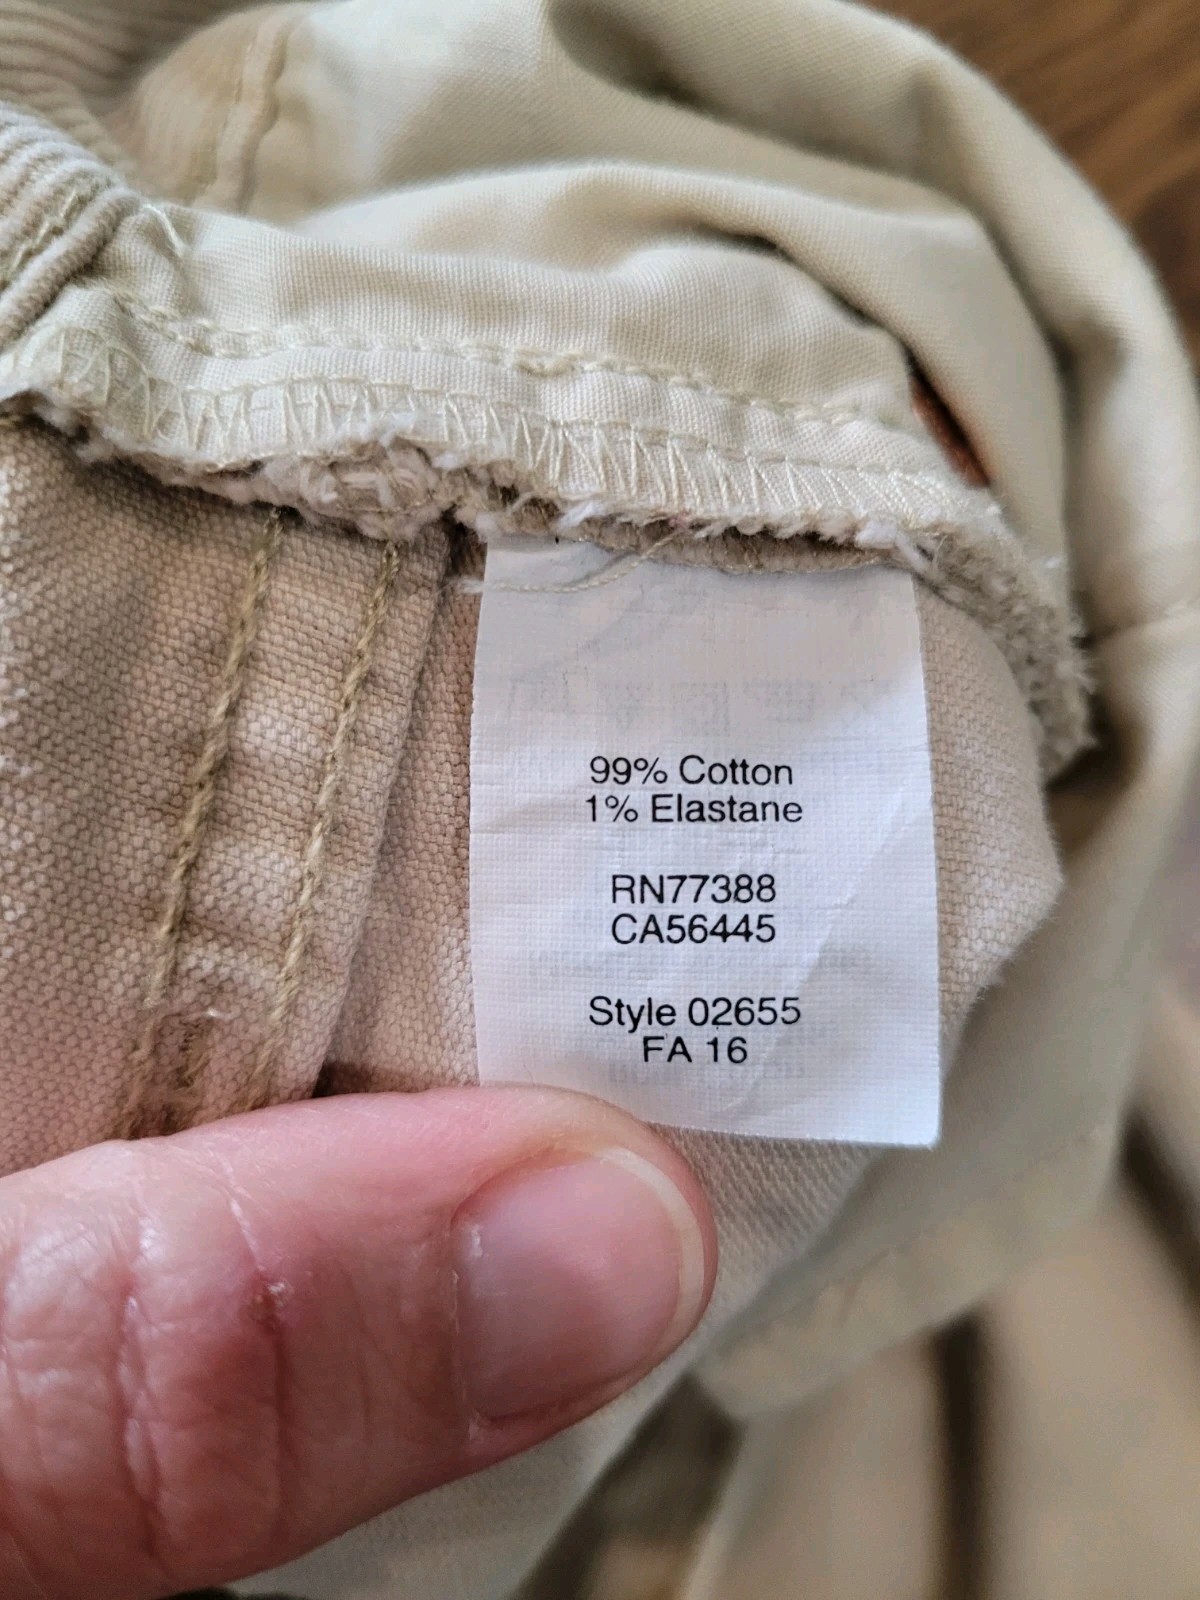 99% Cotton
1% Elastane
RN77388
CA56445
Style 02655
FA 16